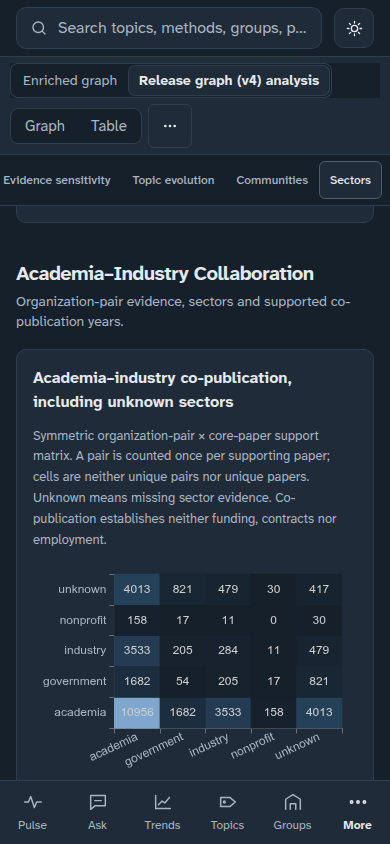 Search topics, methods, groups, p...
Enriched graph
Release graph (v4) analysis
Graph
Table
...
Evidence sensitivity
Topic evolution
Communities
Sectors
Academia–Industry Collaboration
Organization-pair evidence, sectors and supported co-
publication years.
Academia–industry co-publication,
including unknown sectors
Symmetric organization-pair × core-paper support
matrix. A pair is counted once per supporting paper;
cells are neither unique pairs nor unique papers.
Unknown means missing sector evidence. Co-
publication establishes neither funding, contracts nor
employment.
unknown 4013 821 479 30 417
nonprofit 158 17 11 0 30
industry 3533 205 284 11 479
government 1682 54 205 17 821
academia 10956 1682 3533 158 4013
academia government industry nonprofit unknown
Pulse
Ask
Trends
Topics
Groups
More